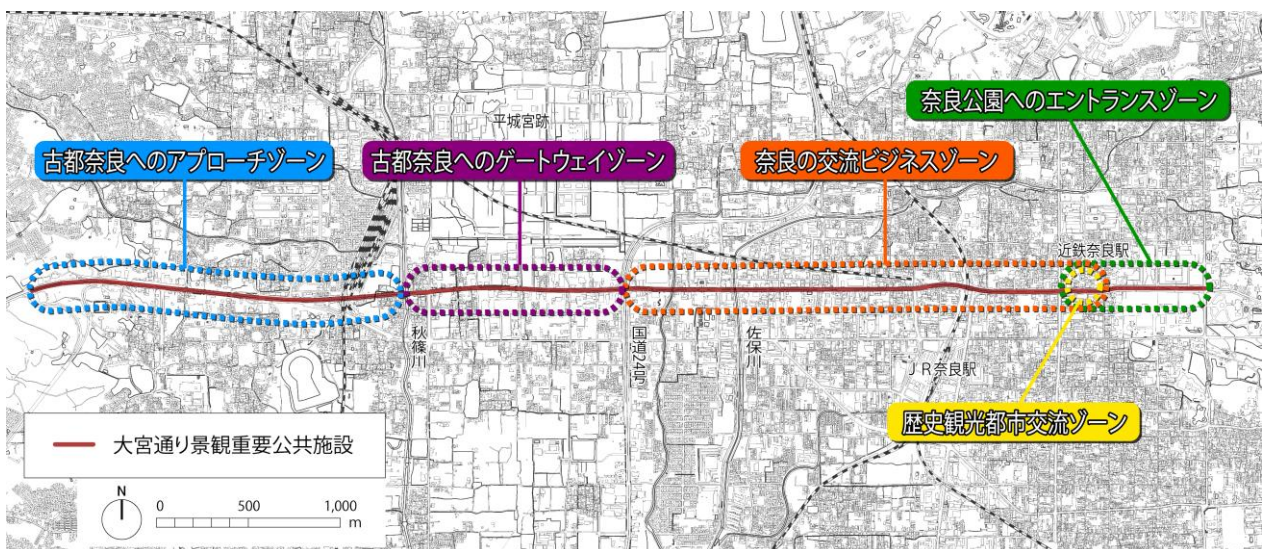 奈良公園へのエントランスゾーン
平城宮跡
古都奈良へのアプローチゾーン
古都奈良へのゲートウェイゾーン
奈良の交流ビジネスゾーン
近鉄奈良駅
秋篠川
国道24号
佐保川
ＪＲ奈良駅
歴史観光都市交流ゾーン
大宮通り景観重要公共施設
N
0 500 1,000
m